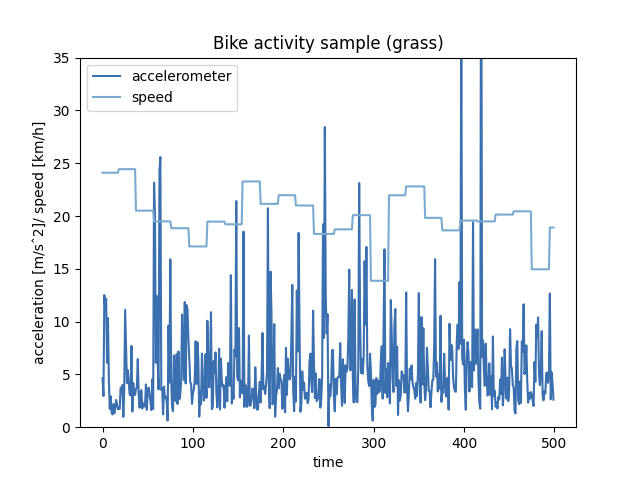 Bike activity sample (grass)
accelerometer
speed
acceleration [m/s^2]/ speed [km/h]
35
30
25
20
15
10
5
0
0 100 200 300 400 500
time